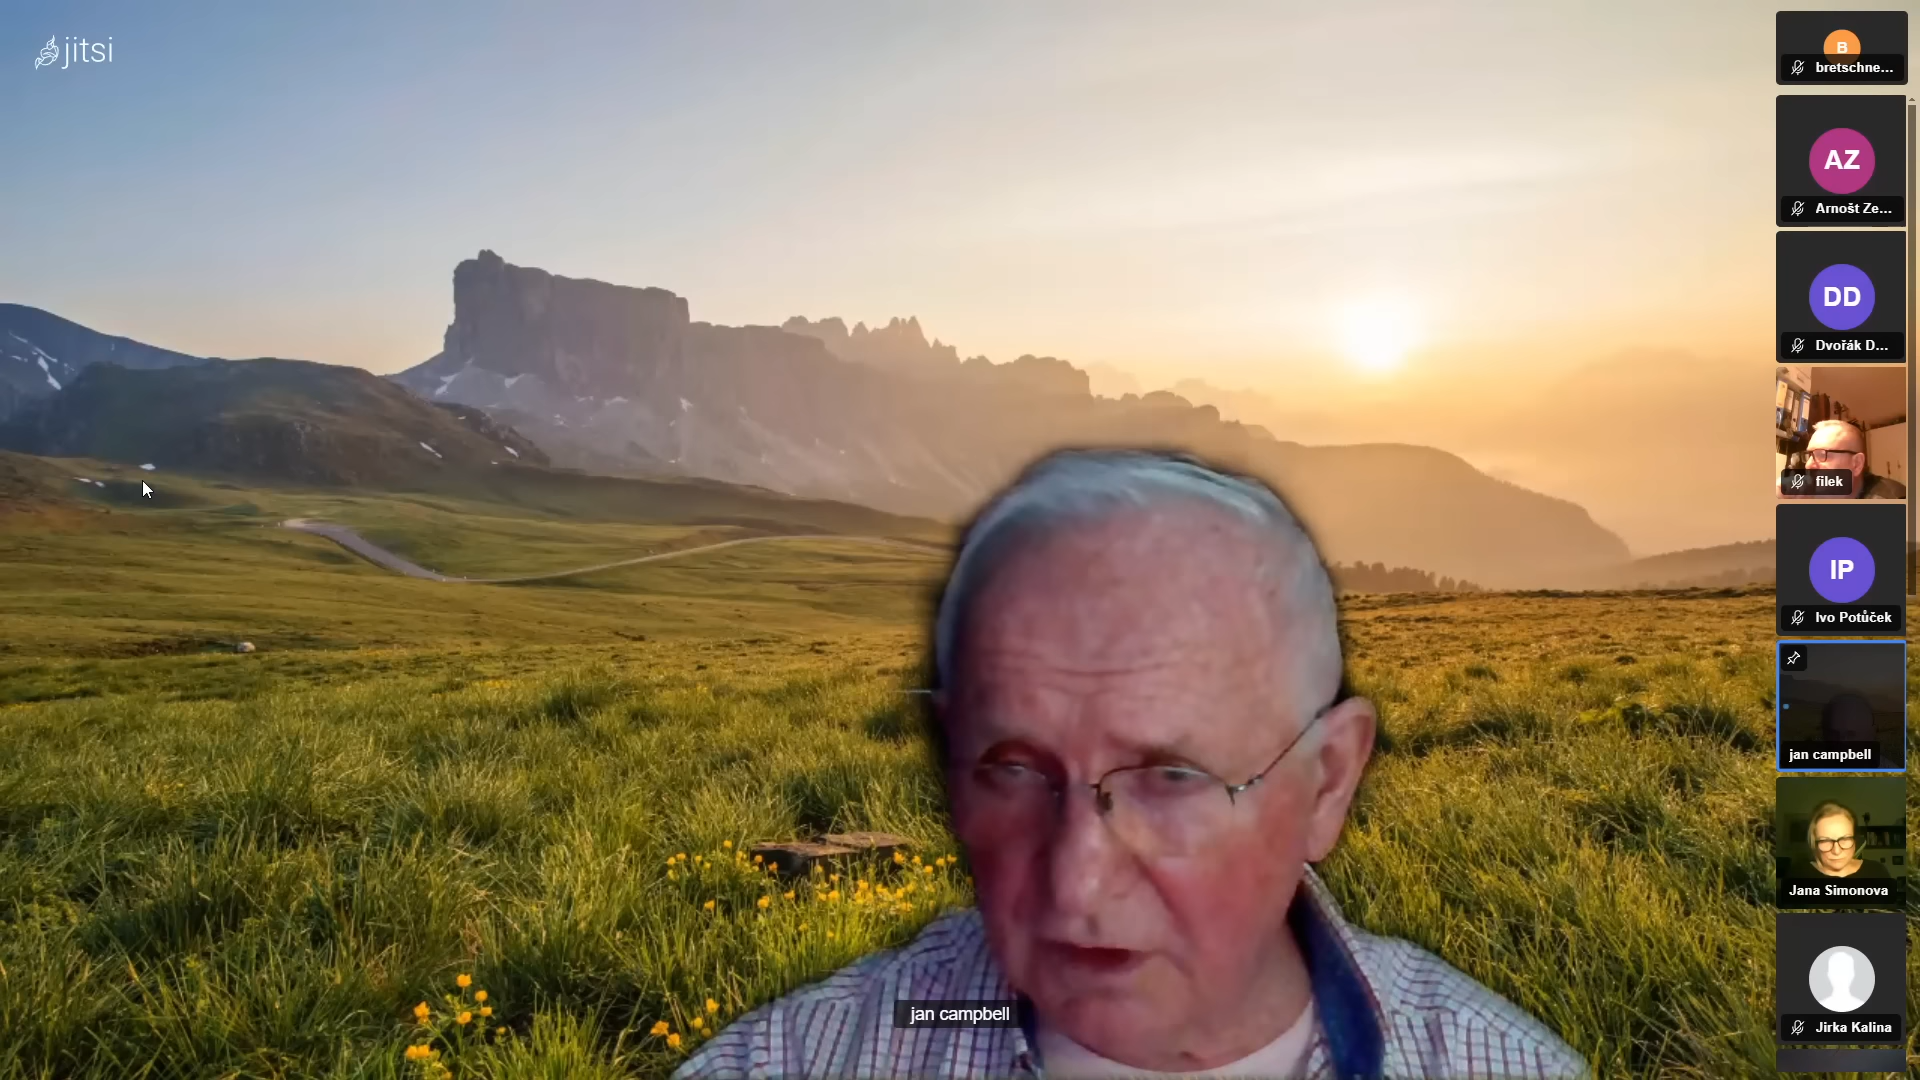 jitsi
B
bretschne...
AZ
Arnošt Ze...
DD
Dvořák D...
filek
IP
Ivo Potůček
jan campbell
Jana Simonova
Jirka Kalina
jan campbell